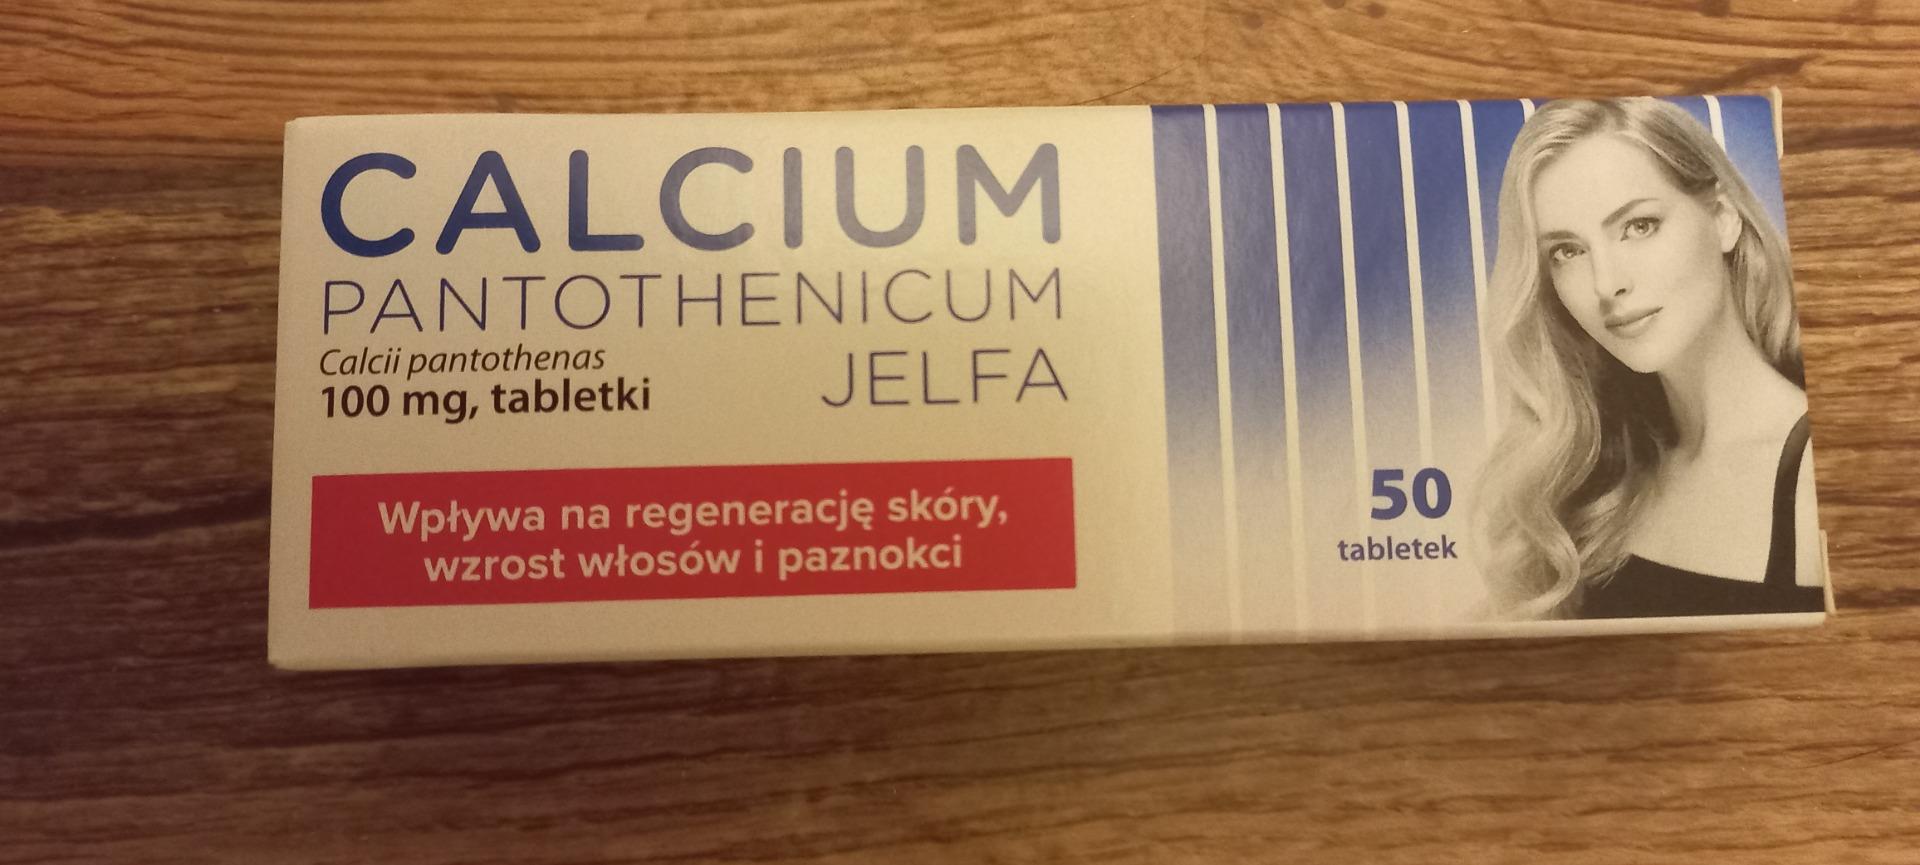 CALCIUM
PANTOTHENICUM
JELFA
Calcii pantothenas
100 mg, tabletki
Wpływa na regenerację skóry,
wzrost włosów i paznokci
50
tabletek